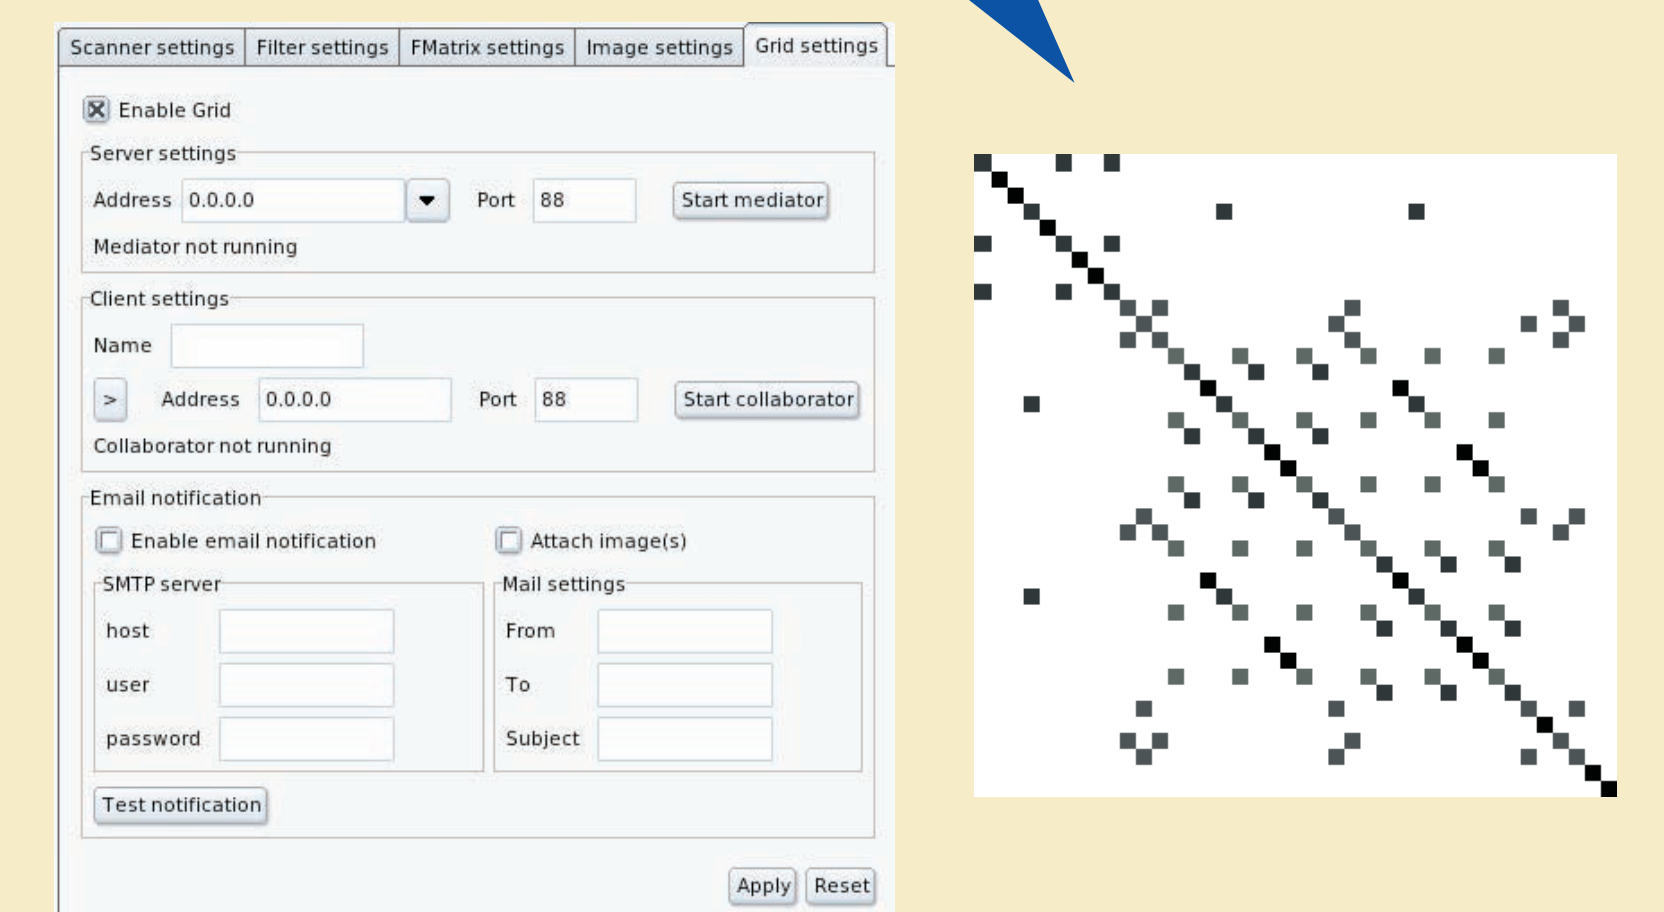 Scanner settings Filter settings FMatrix settings Image settings Grid settings
Enable Grid
Server settings
Address 0.0.0.0 Port 88 Start mediator
Mediator not running
Client settings
Name
> Address 0.0.0.0 Port 88 Start collaborator
Collaborator not running
Email notification
Enable email notification Attach image(s)
SMTP server Mail settings
host From
user To
password Subject
Test notification
Apply Reset